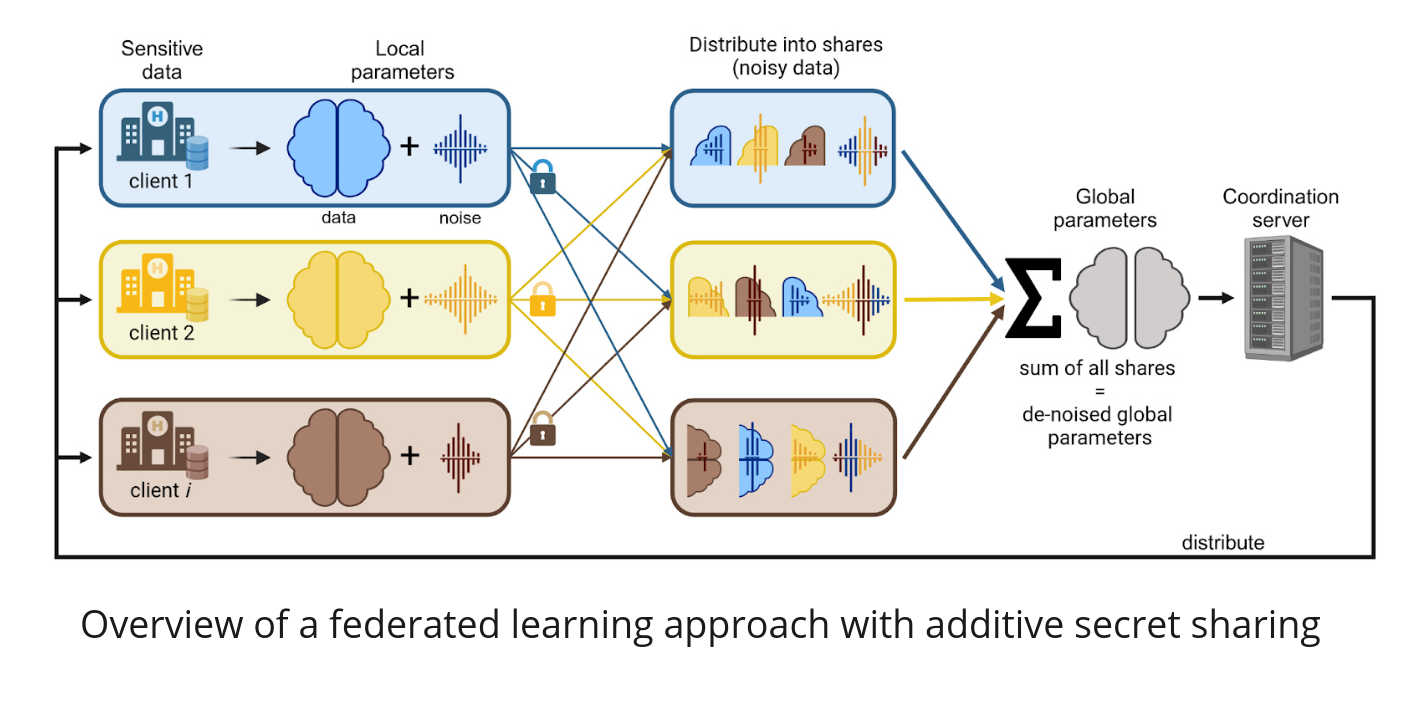 Sensitive
data
Local
parameters
Distribute into shares
(noisy data)
H
client 1
+
data
noise
Global
parameters
Coordination
server
H
client 2
+
Σ
sum of all shares
=
de-noised global
parameters
H
client i
+
distribute
Overview of a federated learning approach with additive secret sharing